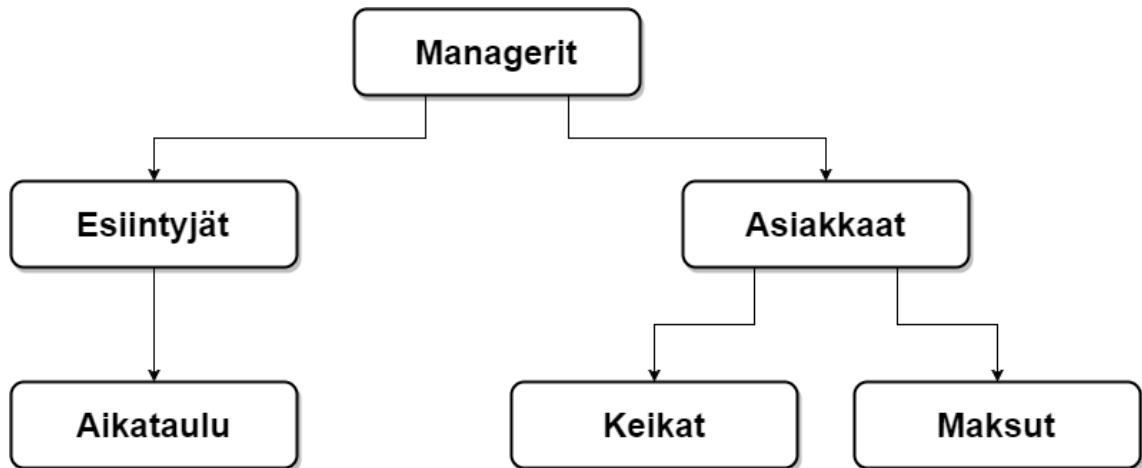 Managerit
Esiintyjät
Asiakkaat
Aikataulu
Keikat
Maksut